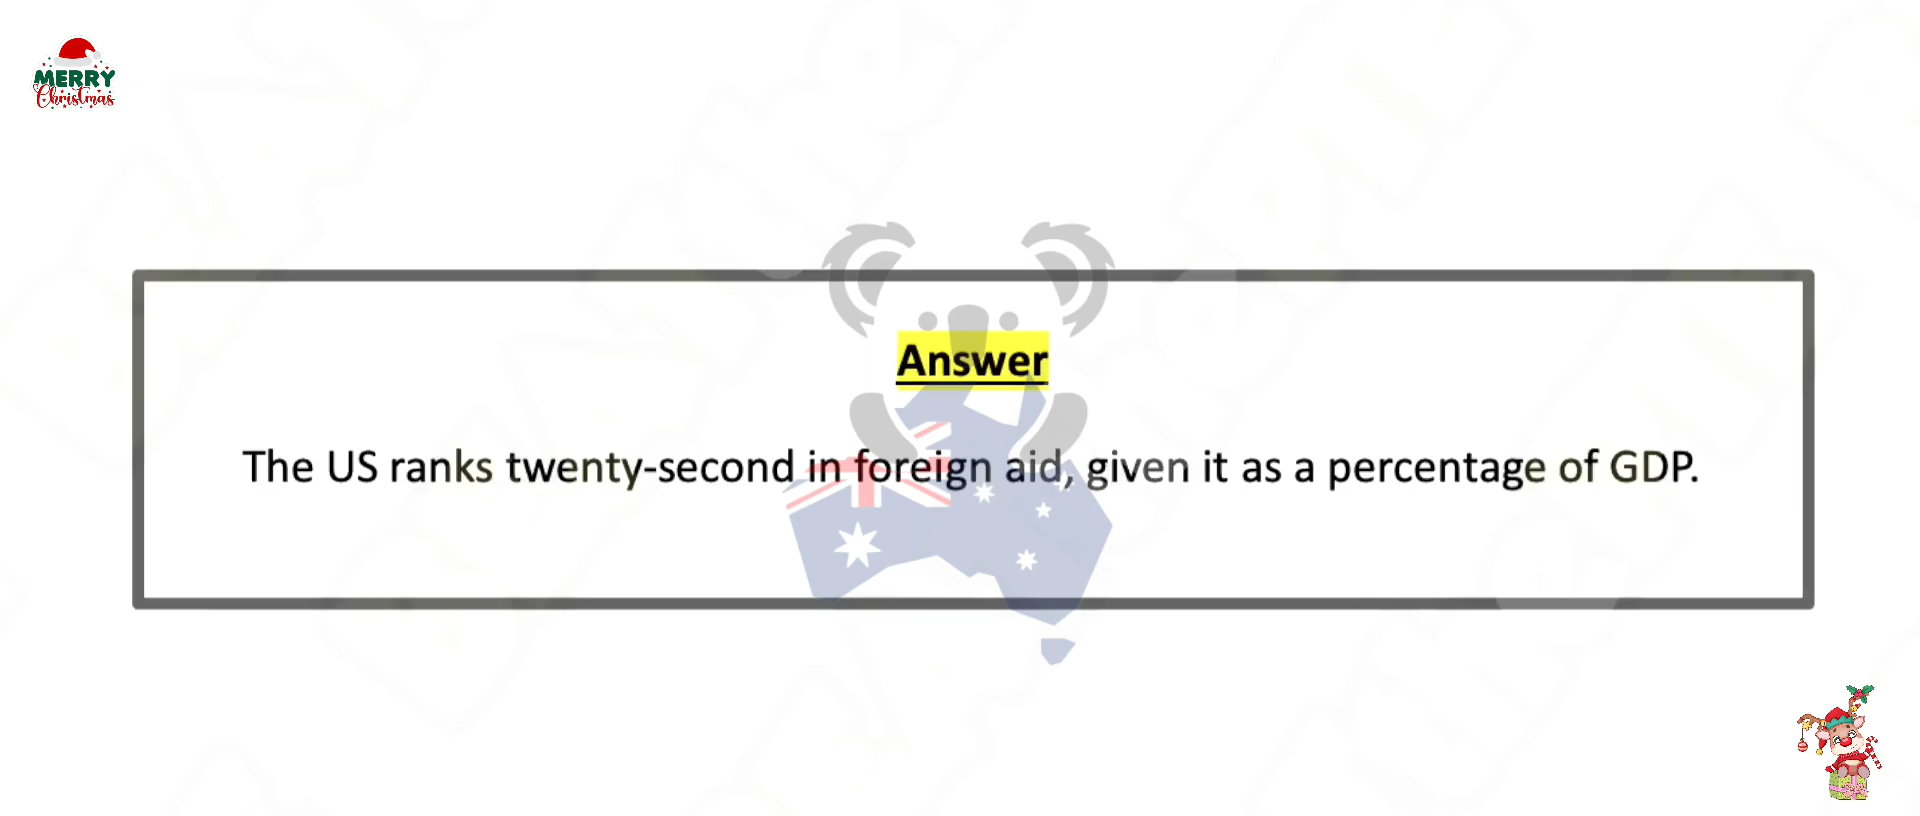 MERRY
Christmas
Answer
The US ranks twenty-second in foreign aid, given it as a percentage of GDP.